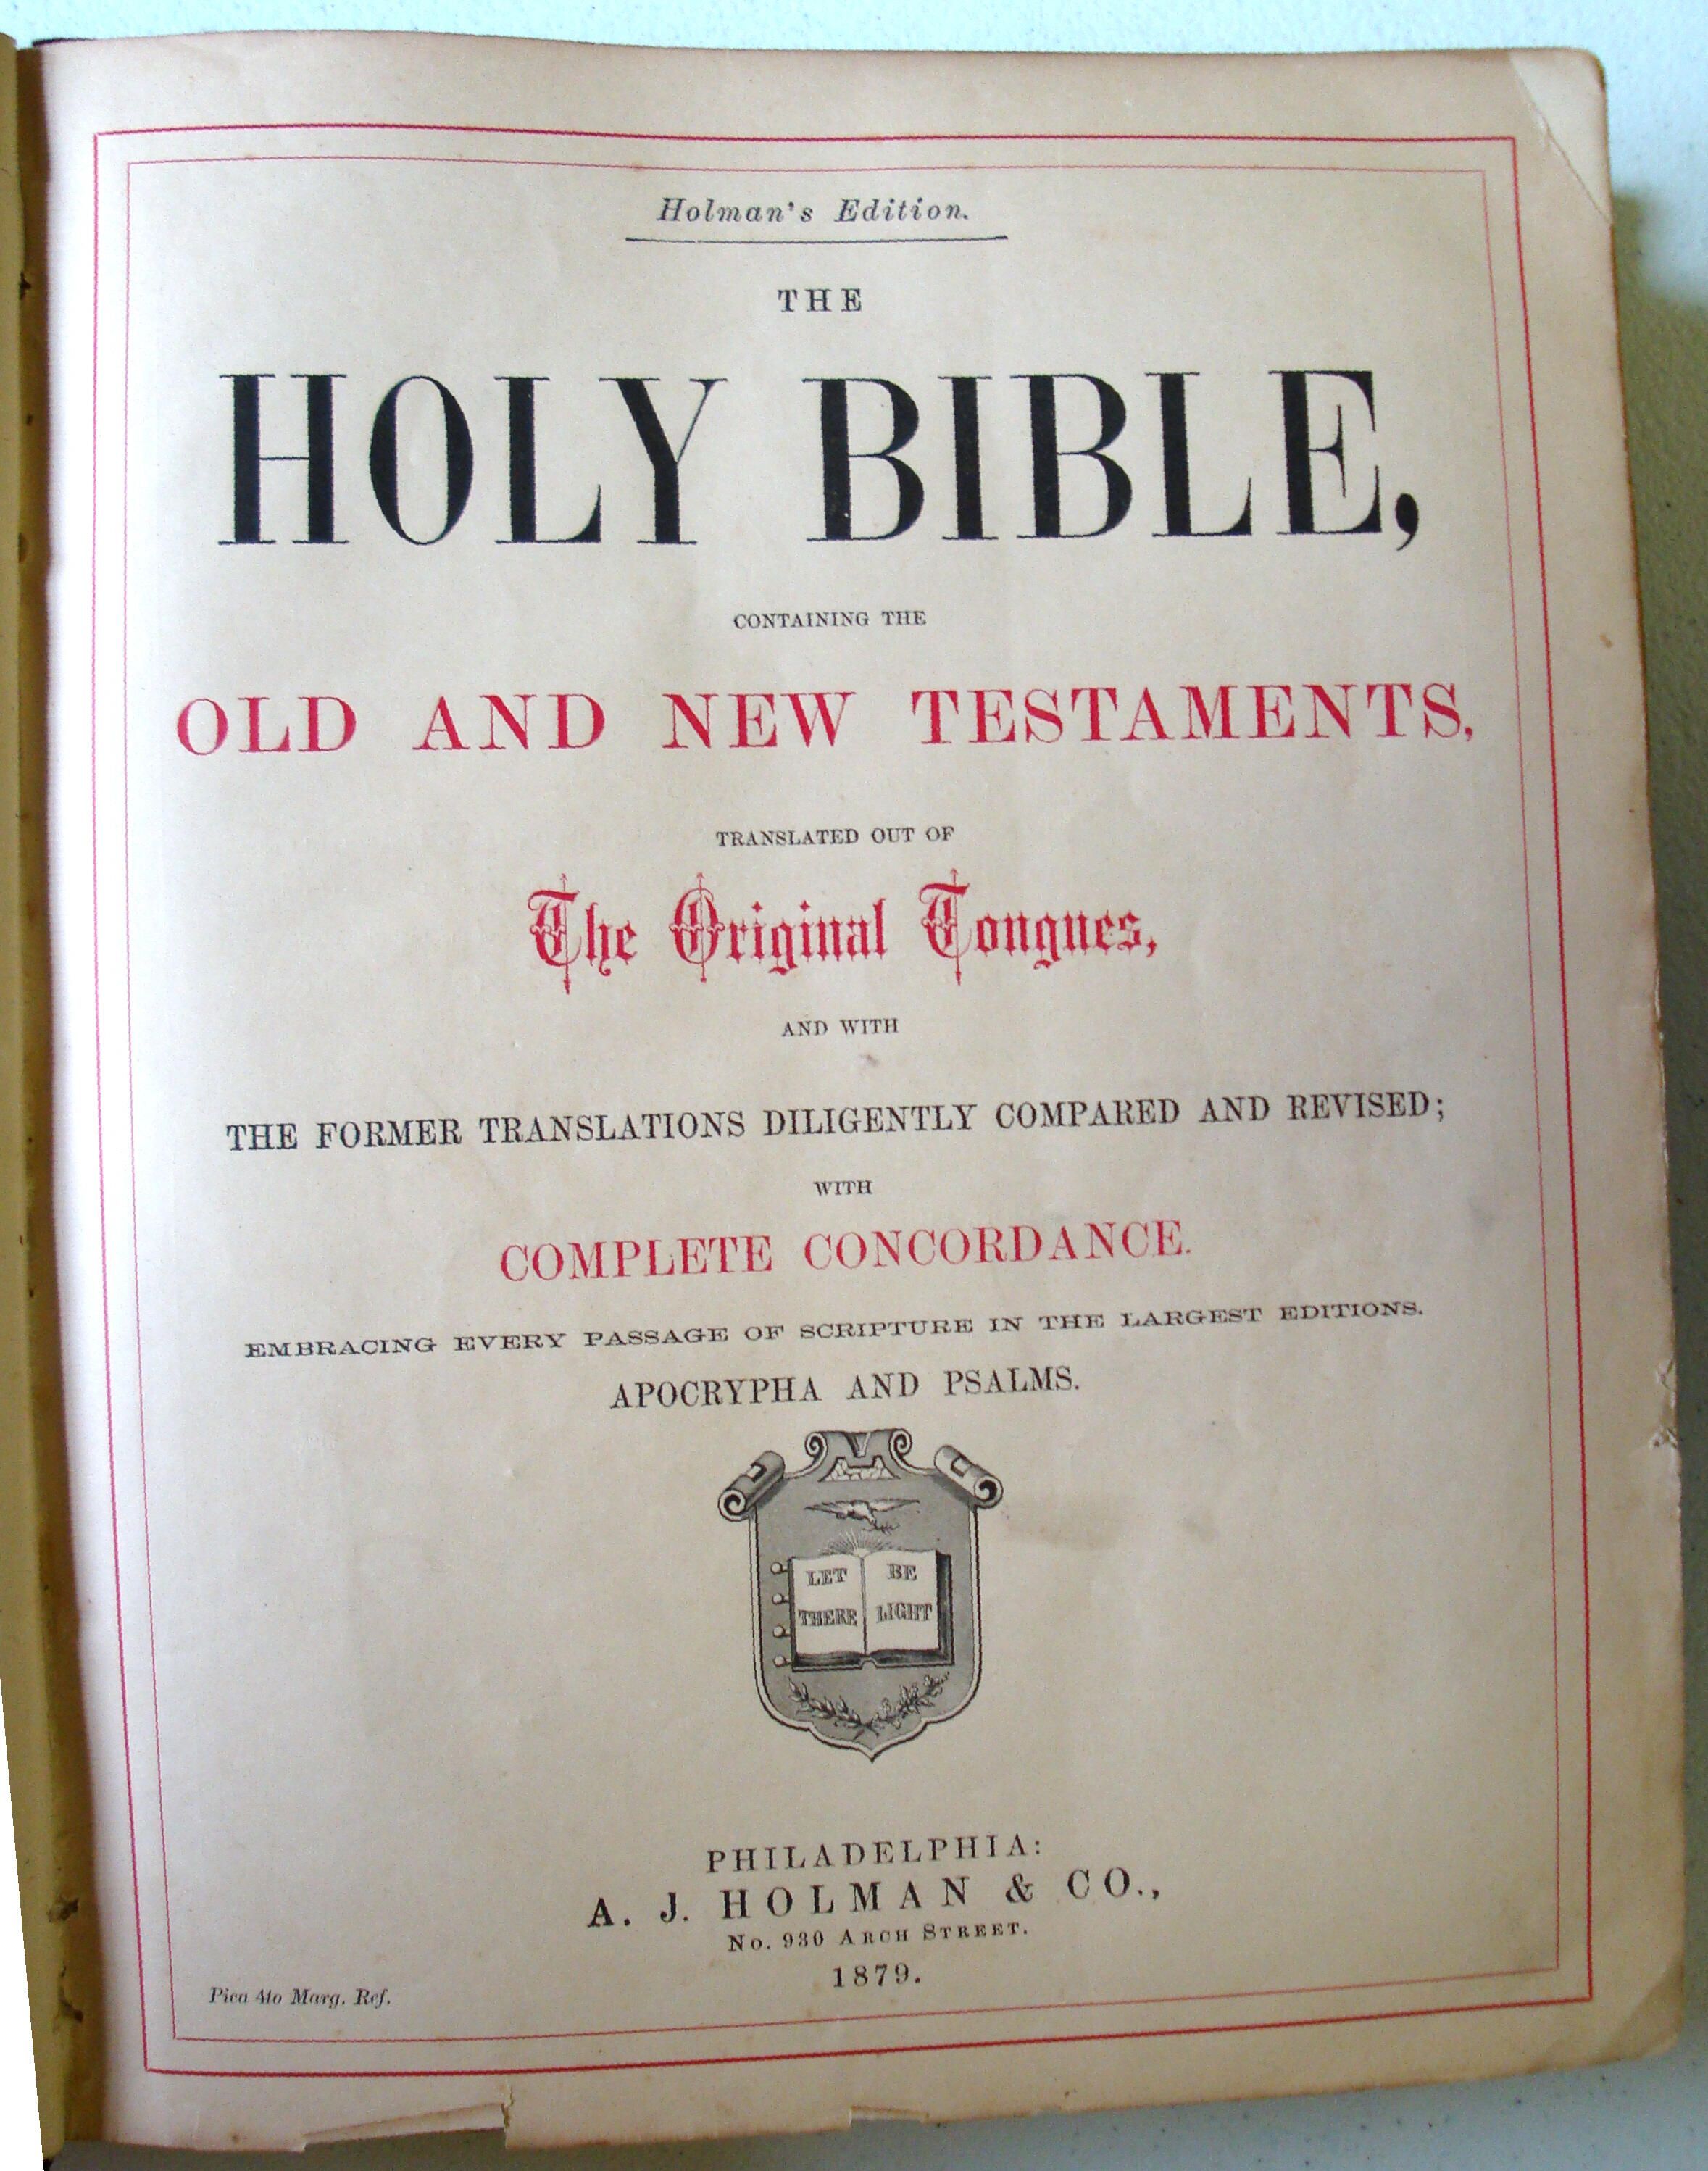 Holman's Edition.
THE
HOLY BIBLE,
CONTAINING THE
OLD AND NEW TESTAMENTS,
TRANSLATED OUT OF
The Original Tongues,
AND WITH
THE FORMER TRANSLATIONS DILIGENTLY COMPARED AND REVISED;
WITH
COMPLETE CONCORDANCE.
EMBRACING EVERY PASSAGE OF SCRIPTURE IN THE LARGEST EDITIONS.
APOCRYPHA AND PSALMS.
LET THERE
BE LIGHT
PHILADELPHIA:
A. J. HOLMAN & CO.,
No. 930 ARCH STREET.
1879.
Pica 4to Marg. Ref.